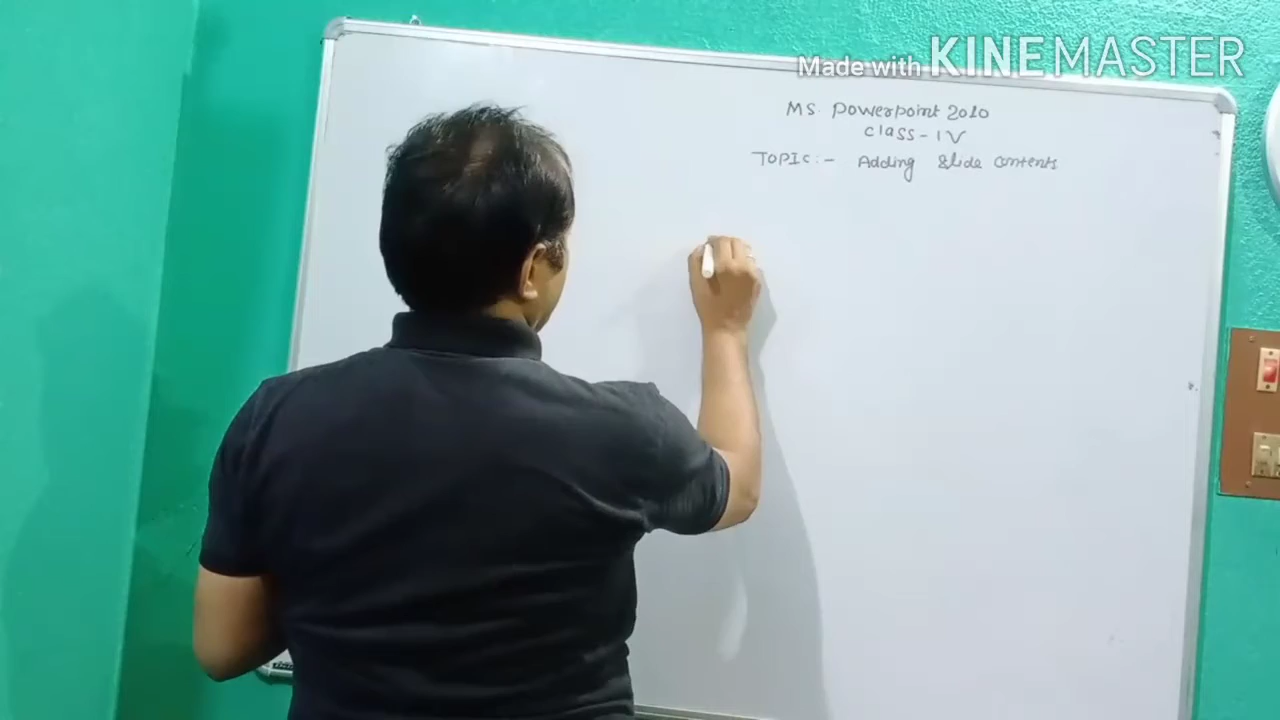 Made with KINEMASTER
MS. Powerpoint 2010
Class - IV
TOPIC:- Adding Slide Contents